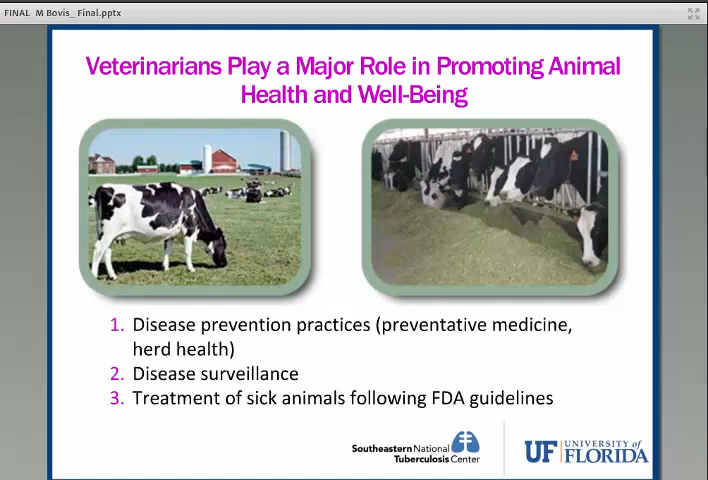 FINAL M Bovis_ Final.pptx
Veterinarians Play a Major Role in Promoting Animal
Health and Well-Being
1. Disease prevention practices (preventative medicine,
herd health)
2. Disease surveillance
3. Treatment of sick animals following FDA guidelines
Southeastern National
Tuberculosis Center
UF UNIVERSITY of
FLORIDA